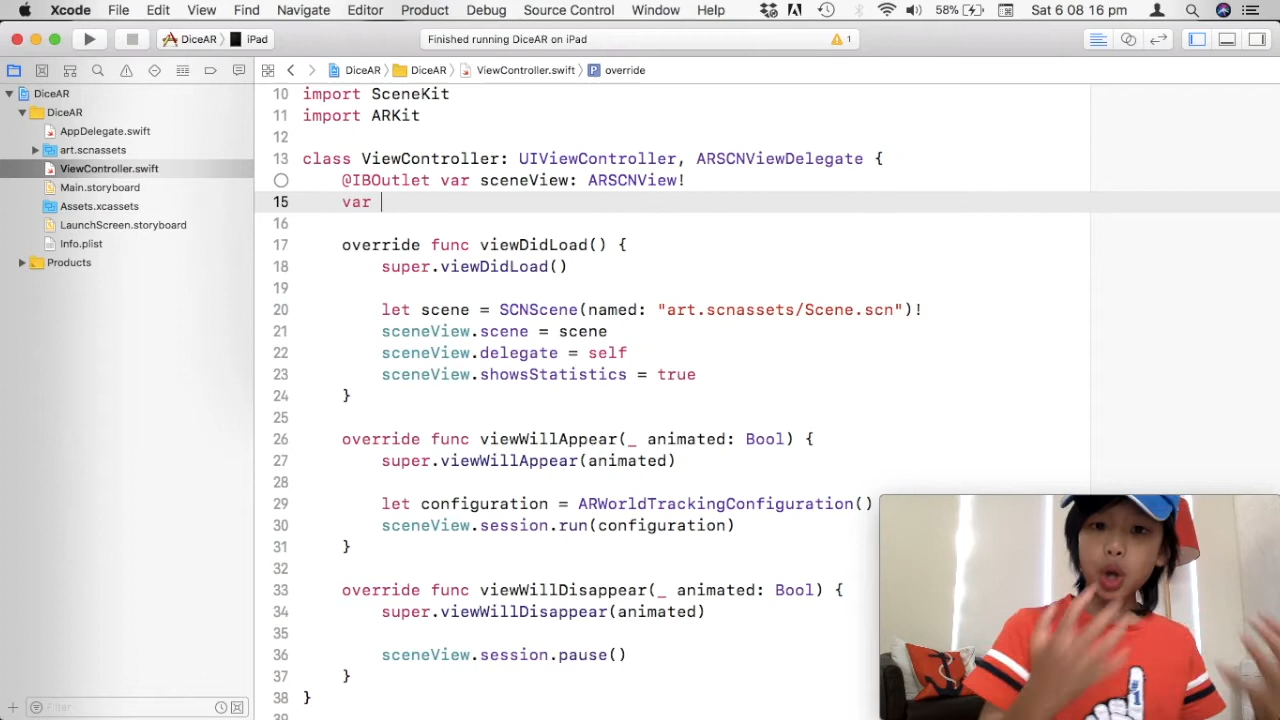 Xcode File Edit View Find Navigate Editor Product Debug Source Control Window Help 58% Sat 6 08 16 pm
DiceAR iPad Finished running DiceAR on iPad 1
DiceAR DiceAR ViewController.swift P override
DiceAR
DiceAR
AppDelegate.swift
art.scnassets
ViewController.swift
Main.storyboard
Assets.xcassets
LaunchScreen.storyboard
Info.plist
Products
Filter
10 import SceneKit
11 import ARKit
12
13 class ViewController: UIViewController, ARSCNViewDelegate {
@IBOutlet var sceneView: ARSCNView!
15 var
16
17 override func viewDidLoad() {
18 super.viewDidLoad()
19
20 let scene = SCNScene(named: "art.scnassets/Scene.scn")!
21 sceneView.scene = scene
22 sceneView.delegate = self
23 sceneView.showsStatistics = true
24 }
25
26 override func viewWillAppear(_ animated: Bool) {
27 super.viewWillAppear(animated)
28
29 let configuration = ARWorldTrackingConfiguration()
30 sceneView.session.run(configuration)
31 }
32
33 override func viewWillDisappear(_ animated: Bool) {
34 super.viewWillDisappear(animated)
35
36 sceneView.session.pause()
37 }
38 }
39